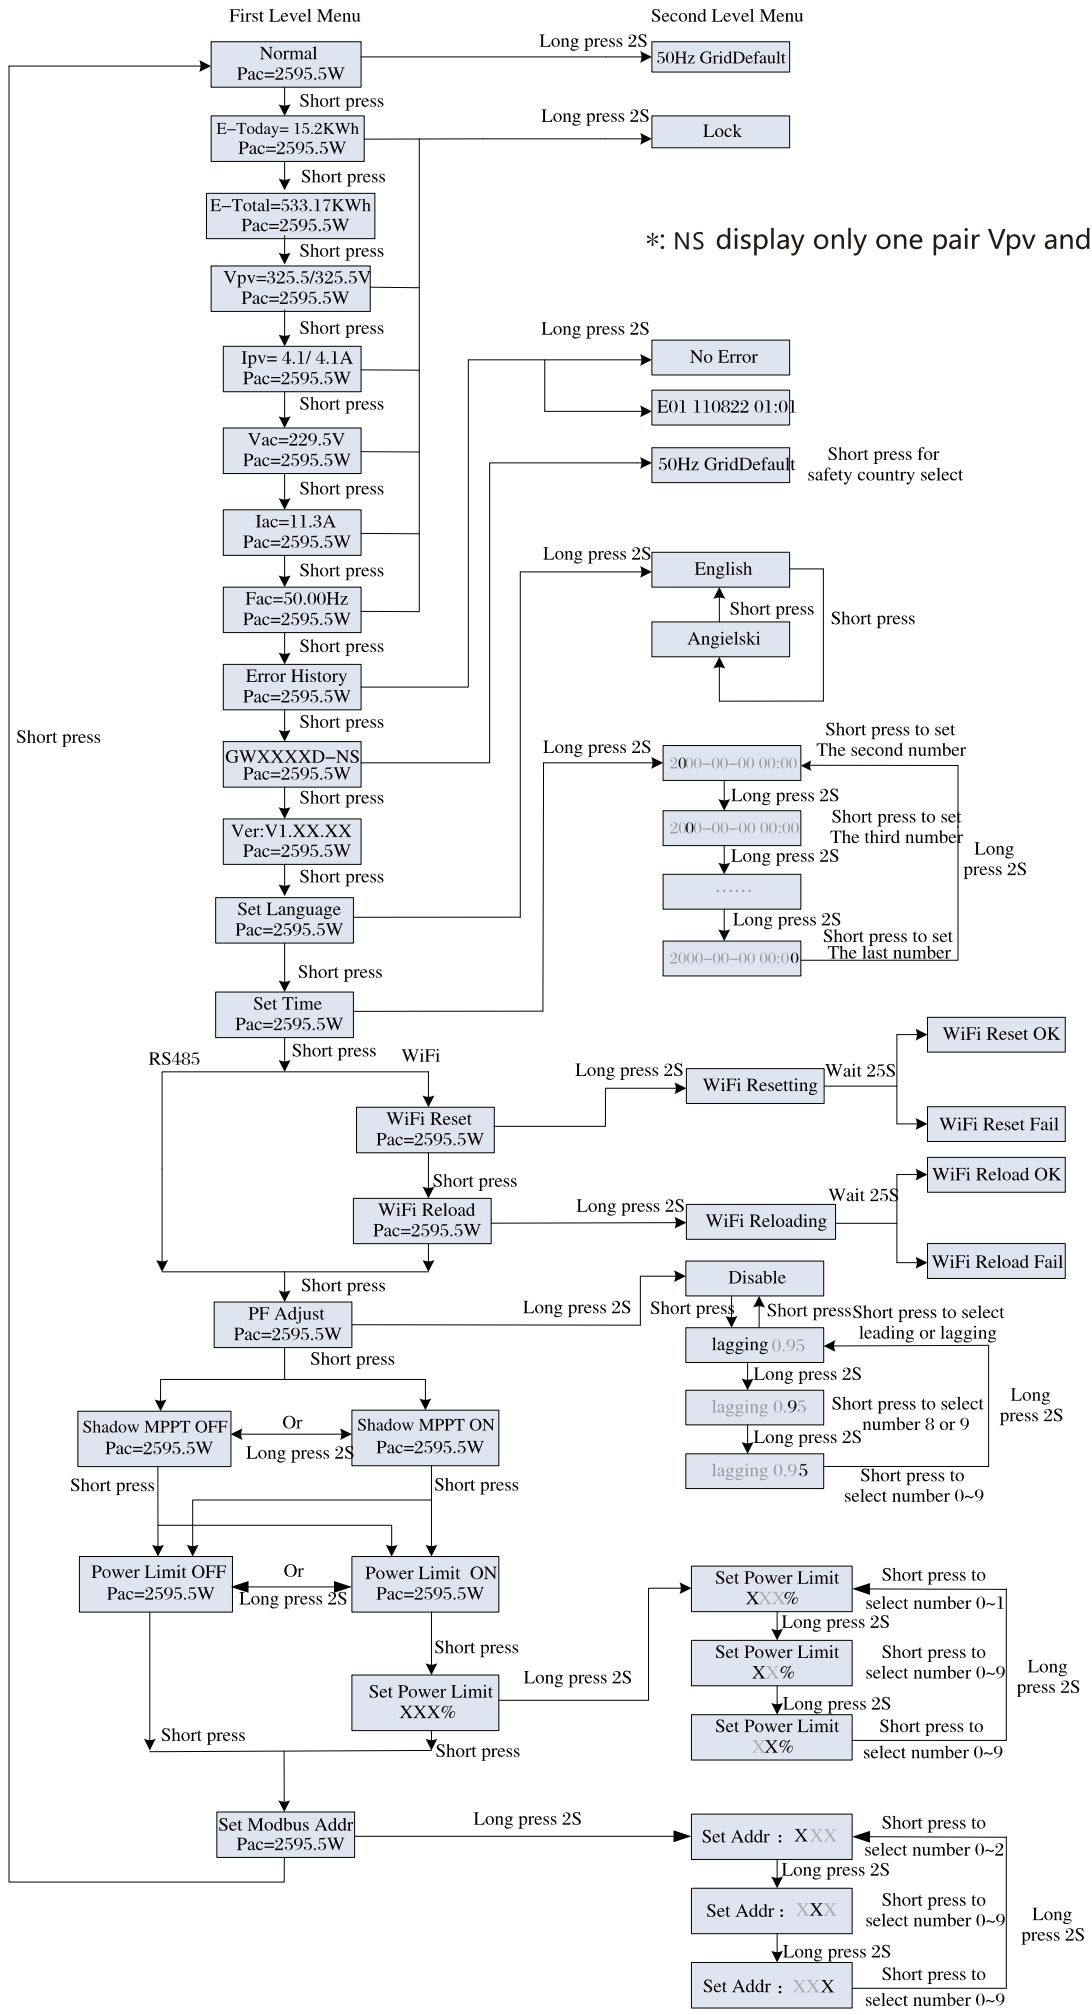 First Level Menu
Second Level Menu
Normal
Pac=2595.5W
Long press 2S
50Hz GridDefault
Short press
E-Today= 15.2KWh
Pac=2595.5W
Long press 2S
Lock
Short press
E-Total=533.17KWh
Pac=2595.5W
*: NS display only one pair Vpv and
Short press
Vpv=325.5/325.5V
Pac=2595.5W
Short press
Long press 2S
Ipv= 4.1/ 4.1A
Pac=2595.5W
No Error
Short press
E01 110822 01:01
Vac=229.5V
Pac=2595.5W
50Hz GridDefault
Short press for
safety country select
Short press
Iac=11.3A
Pac=2595.5W
Short press
Long press 2S
English
Fac=50.00Hz
Pac=2595.5W
Short press
Short press
Short press
Angielski
Error History
Pac=2595.5W
Short press
Short press
GWXXXXD-NS
Pac=2595.5W
Long press 2S
2000-00-00 00:00
Short press to set
The second number
Short press
Long press 2S
Ver:V1.XX.XX
Pac=2595.5W
2000-00-00 00:00
Short press to set
The third number
Long press 2S
Long
press 2S
Short press
......
Set Language
Pac=2595.5W
Long press 2S
Short press to set
The last number
2000-00-00 00:00
Short press
Set Time
Pac=2595.5W
Short press
RS485
WiFi
WiFi Reset
Pac=2595.5W
Long press 2S
WiFi Resetting
Wait 25S
WiFi Reset OK
WiFi Reset Fail
Short press
WiFi Reload
Pac=2595.5W
Long press 2S
WiFi Reloading
Wait 25S
WiFi Reload OK
WiFi Reload Fail
Short press
PF Adjust
Pac=2595.5W
Long press 2S
Disable
Short press
Short press
Short press to select
leading or lagging
lagging 0.95
Short press
Long press 2S
lagging 0.95
Short press to select
number 8 or 9
Long
press 2S
Long press 2S
lagging 0.95
Short press to
select number 0~9
Shadow MPPT OFF
Pac=2595.5W
Or
Long press 2S
Shadow MPPT ON
Pac=2595.5W
Short press
Short press
Power Limit OFF
Pac=2595.5W
Or
Long press 2S
Power Limit ON
Pac=2595.5W
Set Power Limit
XXX%
Short press to
select number 0~1
Long press 2S
Short press
Set Power Limit
XX%
Short press to
select number 0~9
Long
press 2S
Long press 2S
Set Power Limit
XXX%
Long press 2S
Set Power Limit
XX%
Short press to
select number 0~9
Short press
Short press
Set Modbus Addr
Pac=2595.5W
Long press 2S
Set Addr : XXX
Short press to
select number 0~2
Long press 2S
Set Addr : XXX
Short press to
select number 0~9
Long
press 2S
Long press 2S
Set Addr : XXX
Short press to
select number 0~9